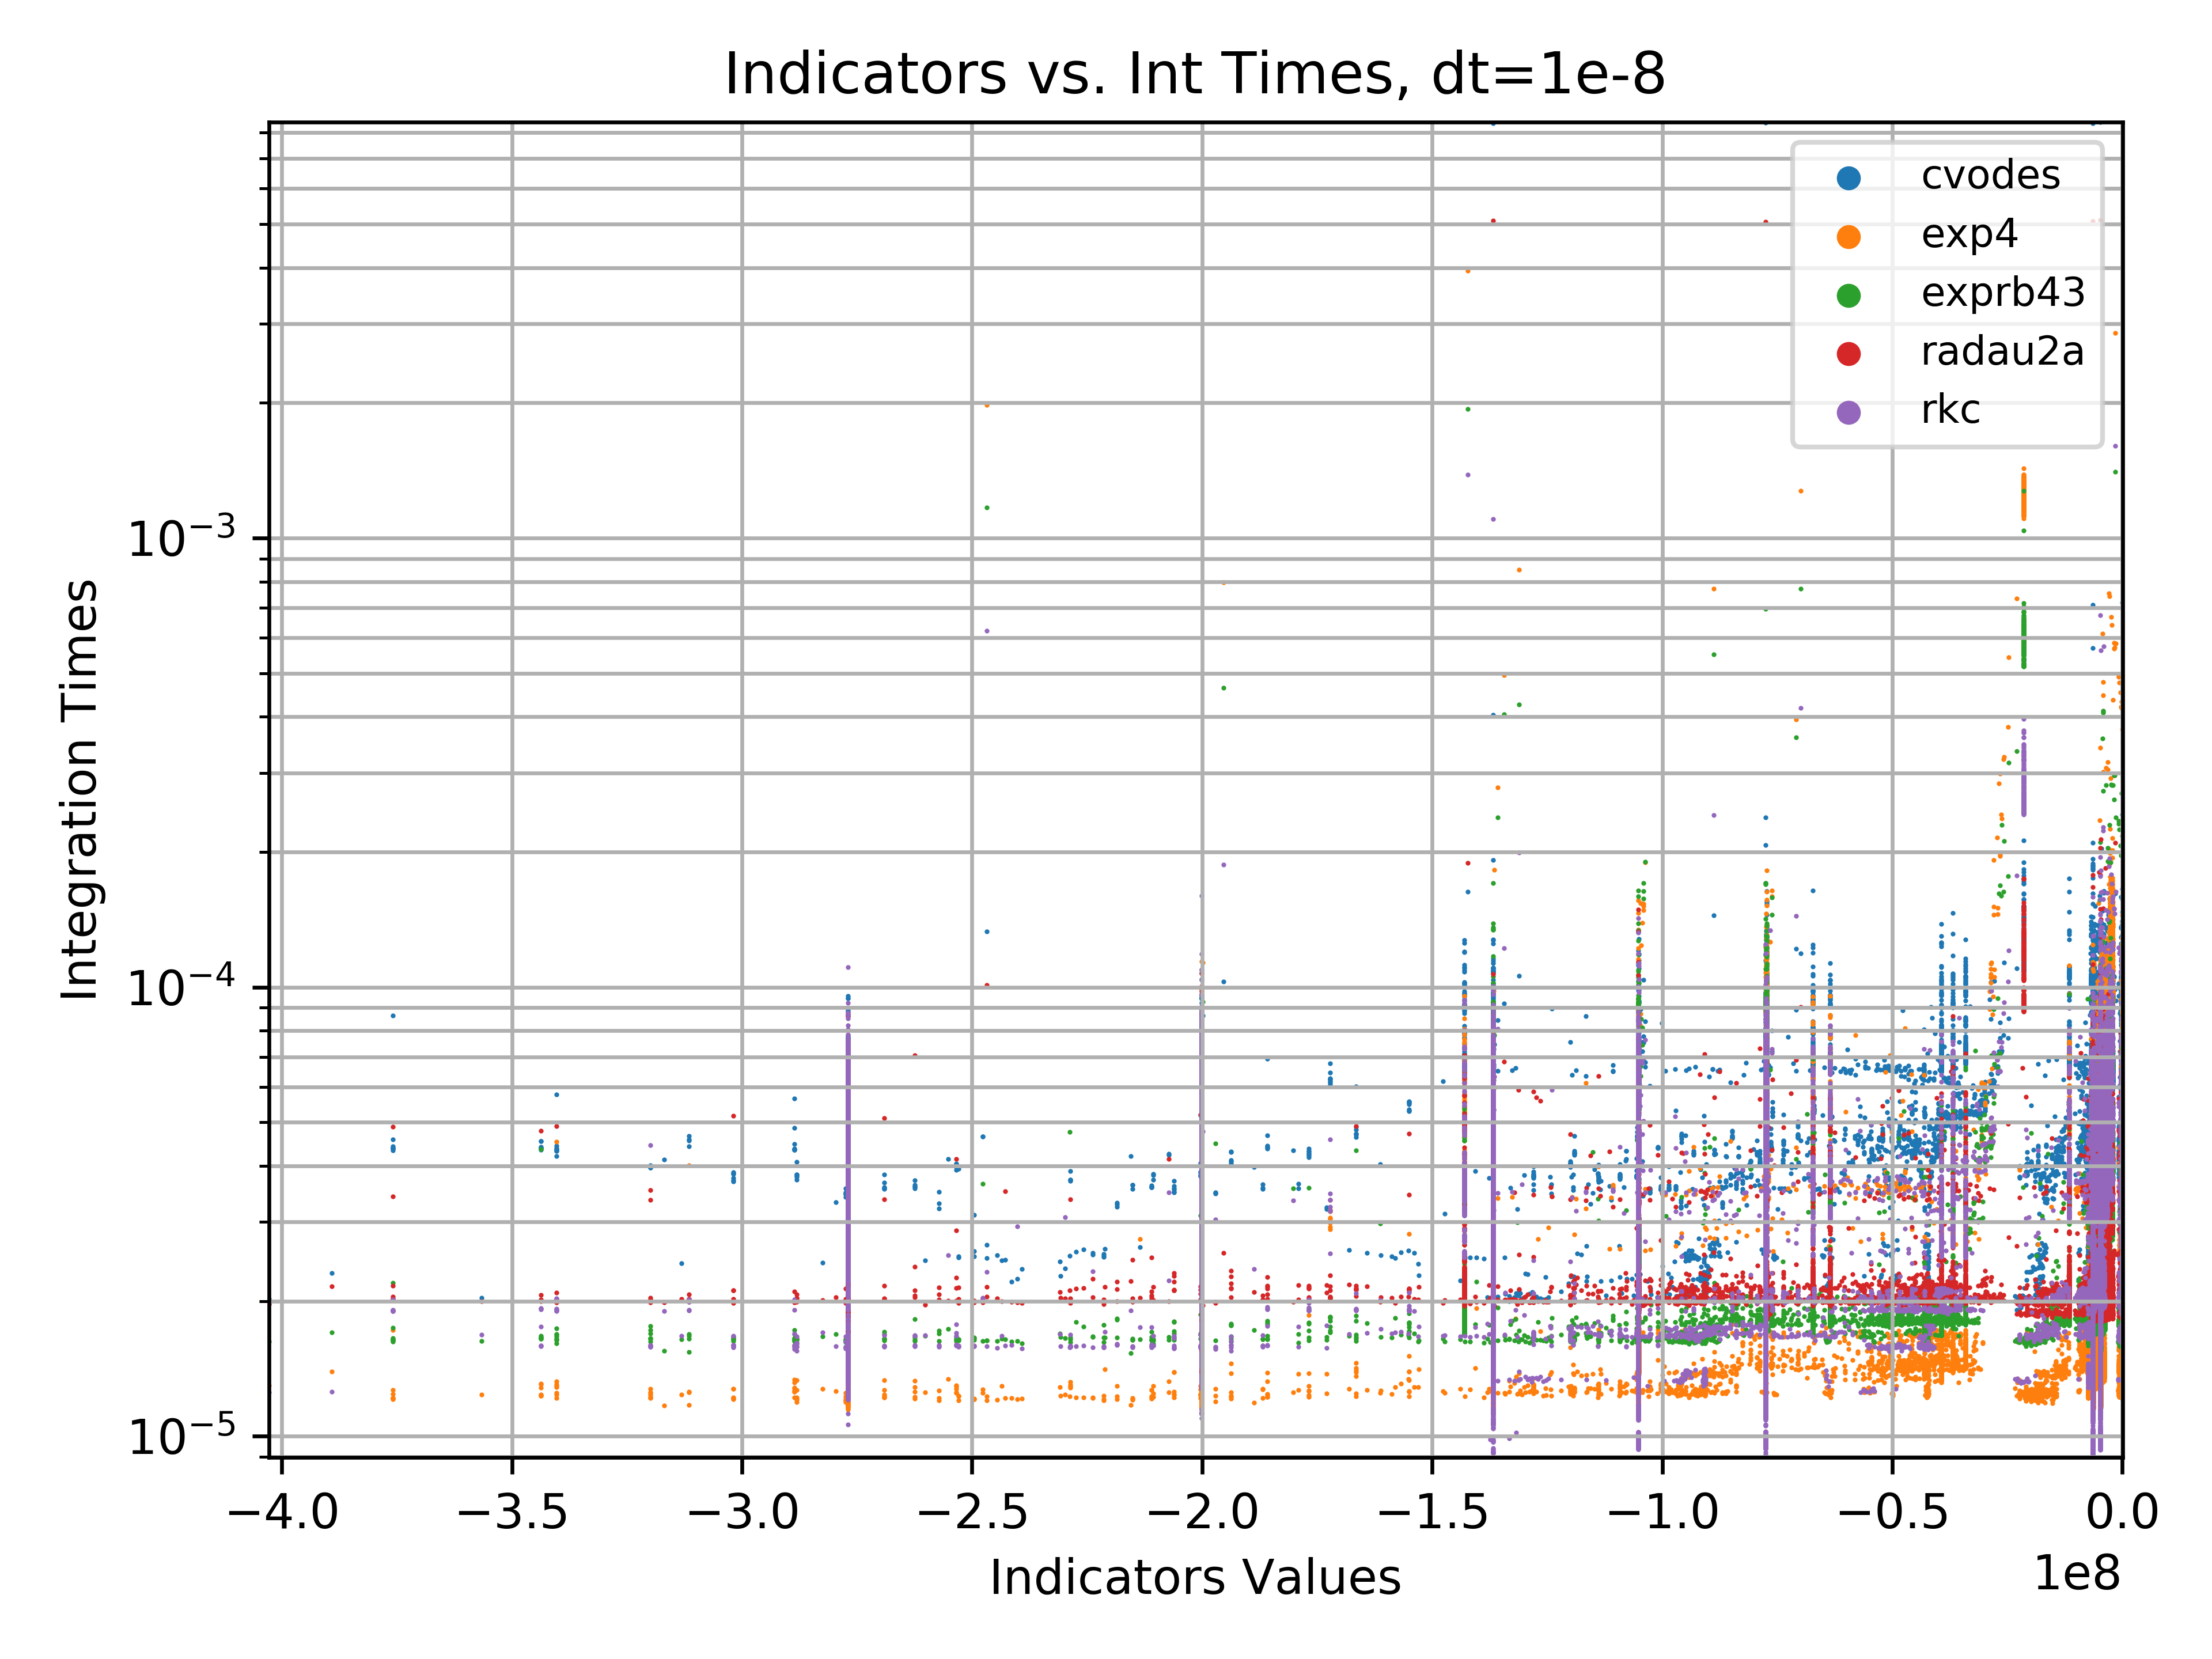 Indicators vs. Int Times, dt=1e-8
Integration Times
10⁻³
10⁻⁴
10⁻⁵
cvodes
exp4
exprb43
radau2a
rkc
−4.0 −3.5 −3.0 −2.5 −2.0 −1.5 −1.0 −0.5 0.0
1e8
Indicators Values